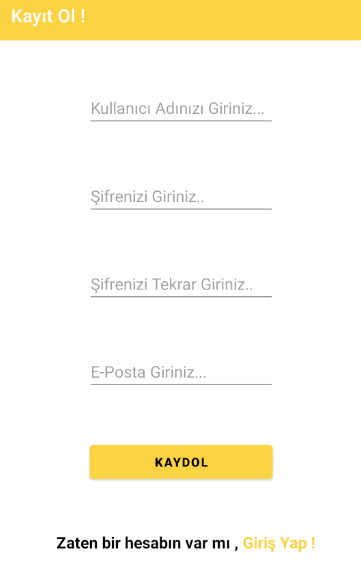 Kayıt Ol !
Kullanıcı Adınızı Giriniz...
Şifrenizi Giriniz..
Şifrenizi Tekrar Giriniz..
E-Posta Giriniz...
KAYDOL
Zaten bir hesabın var mı , Giriş Yap !